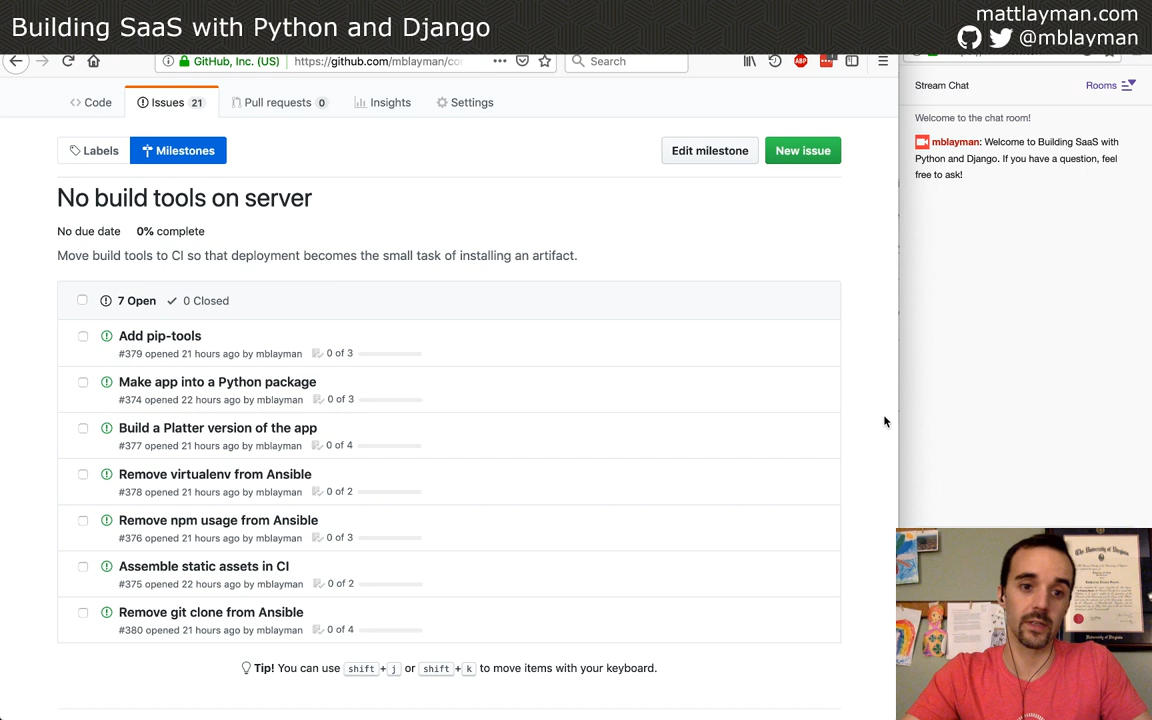 Building SaaS with Python and Django
mattlayman.com
@mblayman
GitHub, Inc. (US)
https://github.com/mblayman/co
Search
Code
Issues 21
Pull requests 0
Insights
Settings
Labels
Milestones
Edit milestone
New issue
No build tools on server
No due date 0% complete
Move build tools to CI so that deployment becomes the small task of installing an artifact.
7 Open 0 Closed
Add pip-tools
#379 opened 21 hours ago by mblayman 0 of 3
Make app into a Python package
#374 opened 22 hours ago by mblayman 0 of 3
Build a Platter version of the app
#377 opened 21 hours ago by mblayman 0 of 4
Remove virtualenv from Ansible
#378 opened 21 hours ago by mblayman 0 of 2
Remove npm usage from Ansible
#376 opened 21 hours ago by mblayman 0 of 3
Assemble static assets in CI
#375 opened 22 hours ago by mblayman 0 of 2
Remove git clone from Ansible
#380 opened 21 hours ago by mblayman 0 of 4
Tip! You can use shift+j or shift+k to move items with your keyboard.
Stream Chat
Rooms
Welcome to the chat room!
mblayman: Welcome to Building SaaS with
Python and Django. If you have a question, feel
free to ask!
ABP
The University of Virginia